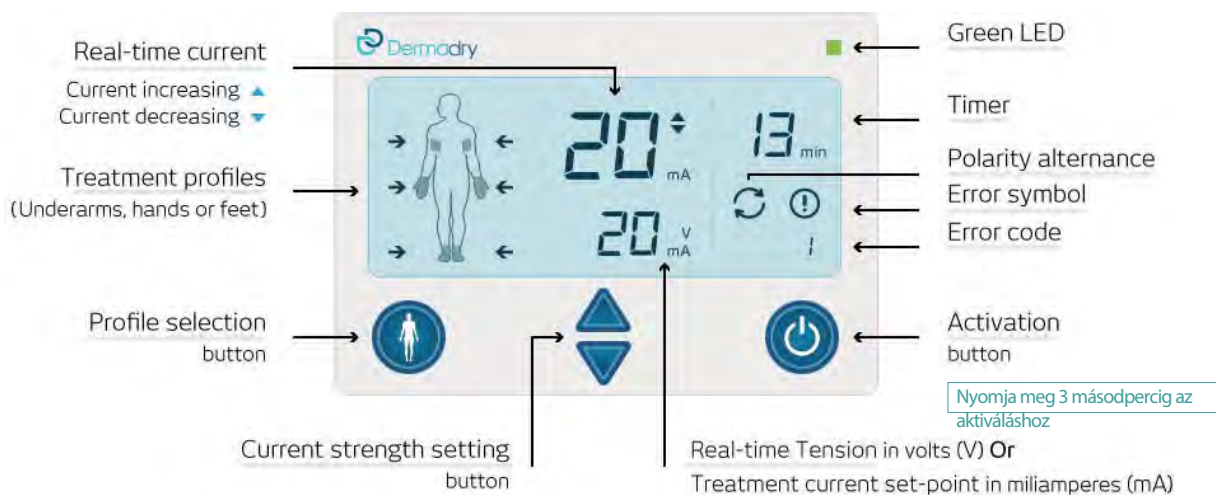 Dermadry
Real-time current
Current increasing ▲
Current decreasing ▼
Treatment profiles
(Underarms, hands or feet)
Profile selection
button
Current strength setting
button
20
mA
20
V
mA
13
min
1
Green LED
Timer
Polarity alternance
Error symbol
Error code
Activation
button
Nyomja meg 3 másodpercig az
aktiváláshoz
Real-time Tension in volts (V) Or
Treatment current set-point in miliamperes (mA)